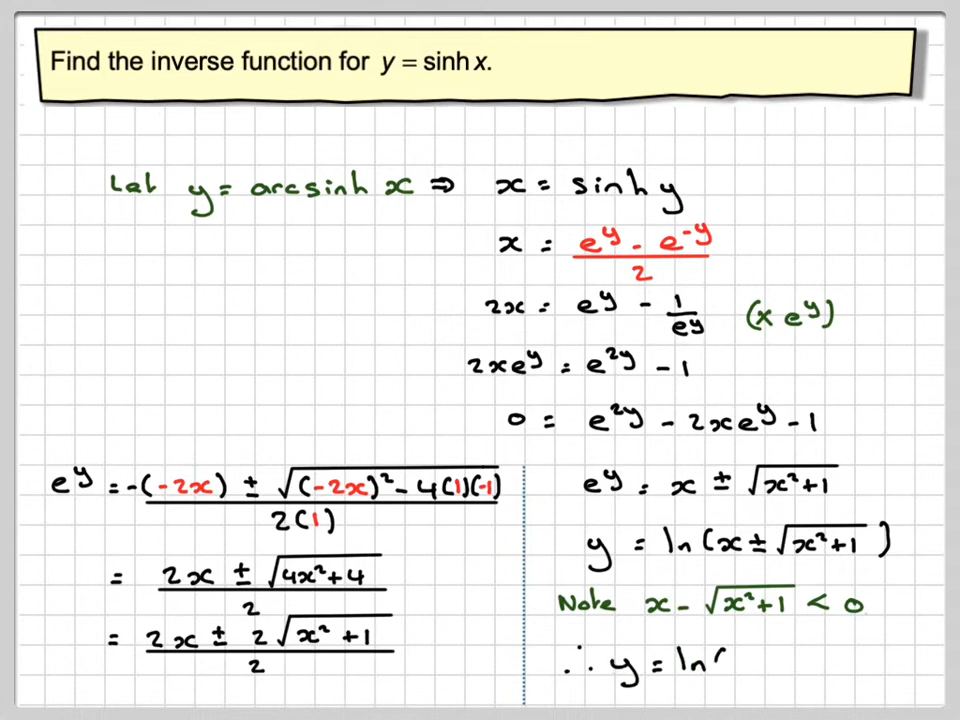 Find the inverse function for y = sinh x.
Let y = arcsinh x ⇒ x = sinh y
x = (e^y - e^-y)/2
2x = e^y - 1/e^y (× e^y)
2xe^y = e^2y - 1
0 = e^2y - 2xe^y - 1
e^y = (-(-2x) ± √((-2x)² - 4(1)(-1)))/2(1)
= (2x ± √(4x²+4))/2
= (2x ± 2√(x²+1))/2
e^y = x ± √(x²+1)
y = ln(x ± √(x²+1))
Note x - √(x²+1) < 0
∴ y = ln(